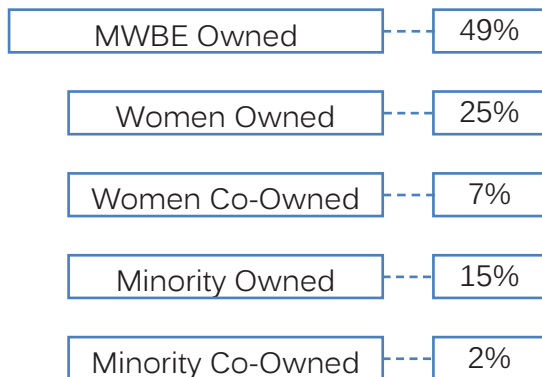 MWBE Owned 49%
Women Owned 25%
Women Co-Owned 7%
Minority Owned 15%
Minority Co-Owned 2%